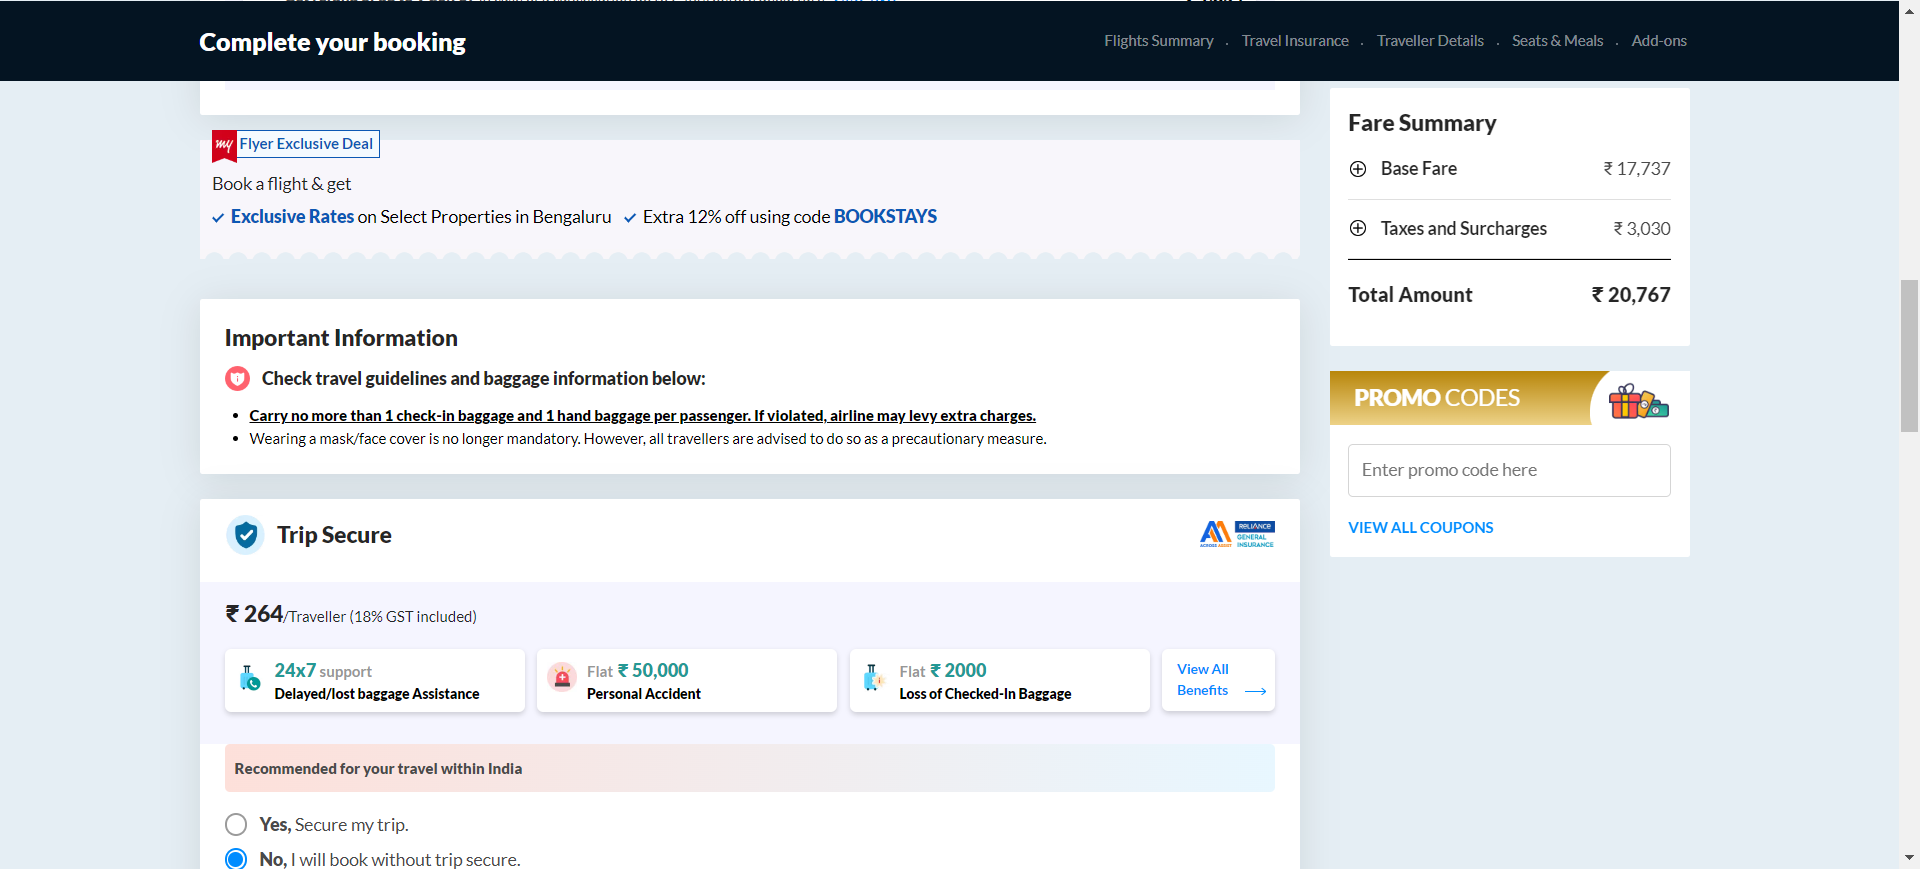 Complete your booking
Flights Summary . Travel Insurance . Traveller Details . Seats & Meals . Add-ons
my Flyer Exclusive Deal
Book a flight & get
Exclusive Rates on Select Properties in Bengaluru Extra 12% off using code BOOKSTAYS
Important Information
Check travel guidelines and baggage information below:
• Carry no more than 1 check-in baggage and 1 hand baggage per passenger. If violated, airline may levy extra charges.
• Wearing a mask/face cover is no longer mandatory. However, all travellers are advised to do so as a precautionary measure.
Trip Secure
ACROSS ASSIST
RELIANCE
GENERAL
INSURANCE
₹ 264/Traveller (18% GST included)
24x7 support
Delayed/lost baggage Assistance
Flat ₹ 50,000
Personal Accident
Flat ₹ 2000
Loss of Checked-In Baggage
View All
Benefits
Recommended for your travel within India
Yes, Secure my trip.
No, I will book without trip secure.
Fare Summary
Base Fare ₹ 17,737
Taxes and Surcharges ₹ 3,030
Total Amount ₹ 20,767
PROMO CODES
Enter promo code here
VIEW ALL COUPONS